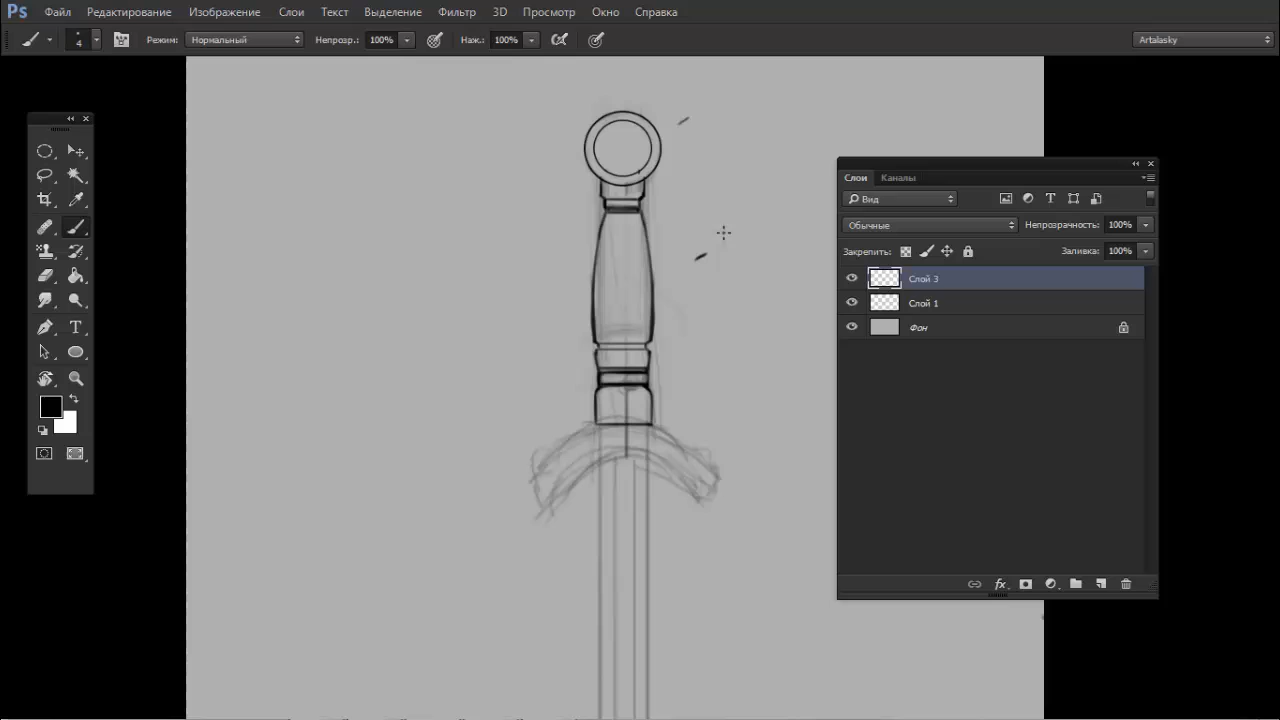 Ps Файл Редактирование Изображение Слои Текст Выделение Фильтр 3D Просмотр Окно Справка
4 Режим: Нормальный Непрозр.: 100% Наж.: 100% Artalasky
Слои Каналы
Вид
Обычные Непрозрачность: 100%
Закрепить: Заливка: 100%
Слой 3
Слой 1
Фон
fx